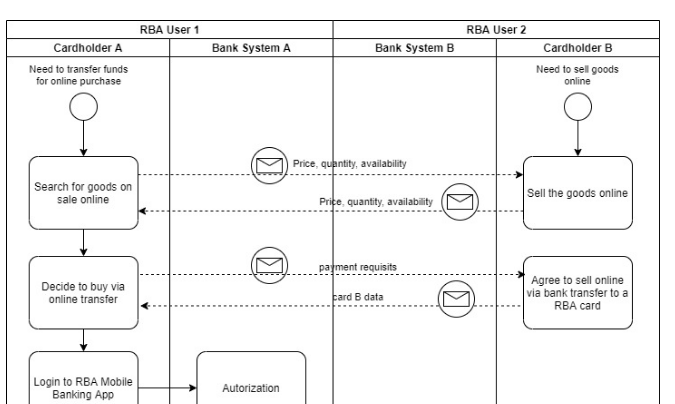 RBA User 1
RBA User 2
Cardholder A
Bank System A
Bank System B
Cardholder B
Need to transfer funds
for online purchase
Need to sell goods
online
Search for goods on
sale online
Price, quantity, availability
Sell the goods online
Price, quantity, availability
Decide to buy via
online transfer
payment requisits
Agree to sell online
via bank transfer to a
RBA card
card B data
Login to RBA Mobile
Banking App
Autorization